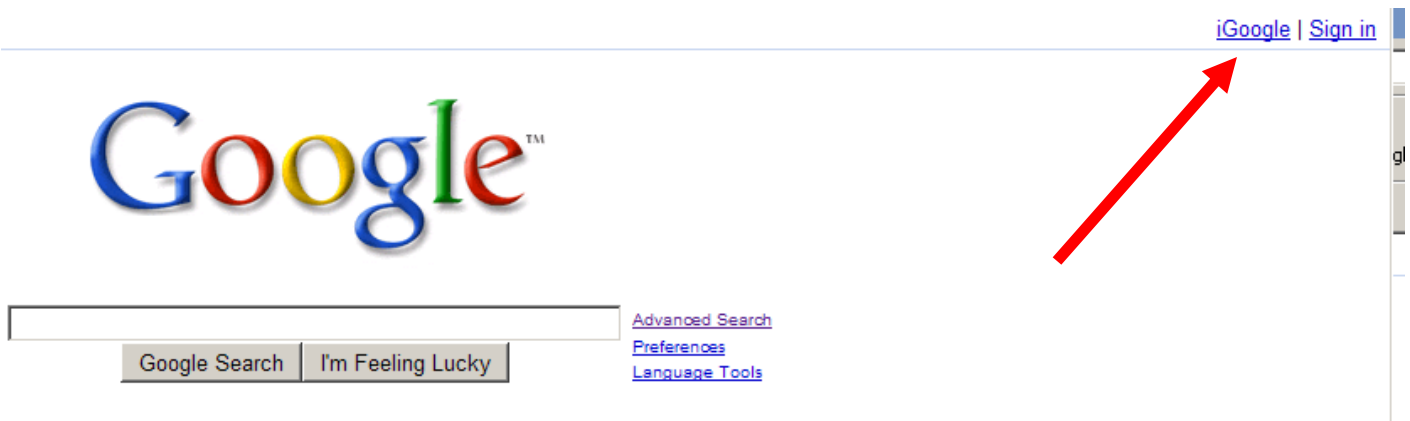 iGoogle | Sign in
Google™
Advanced Search
Preferences
Language Tools
Google Search
I'm Feeling Lucky